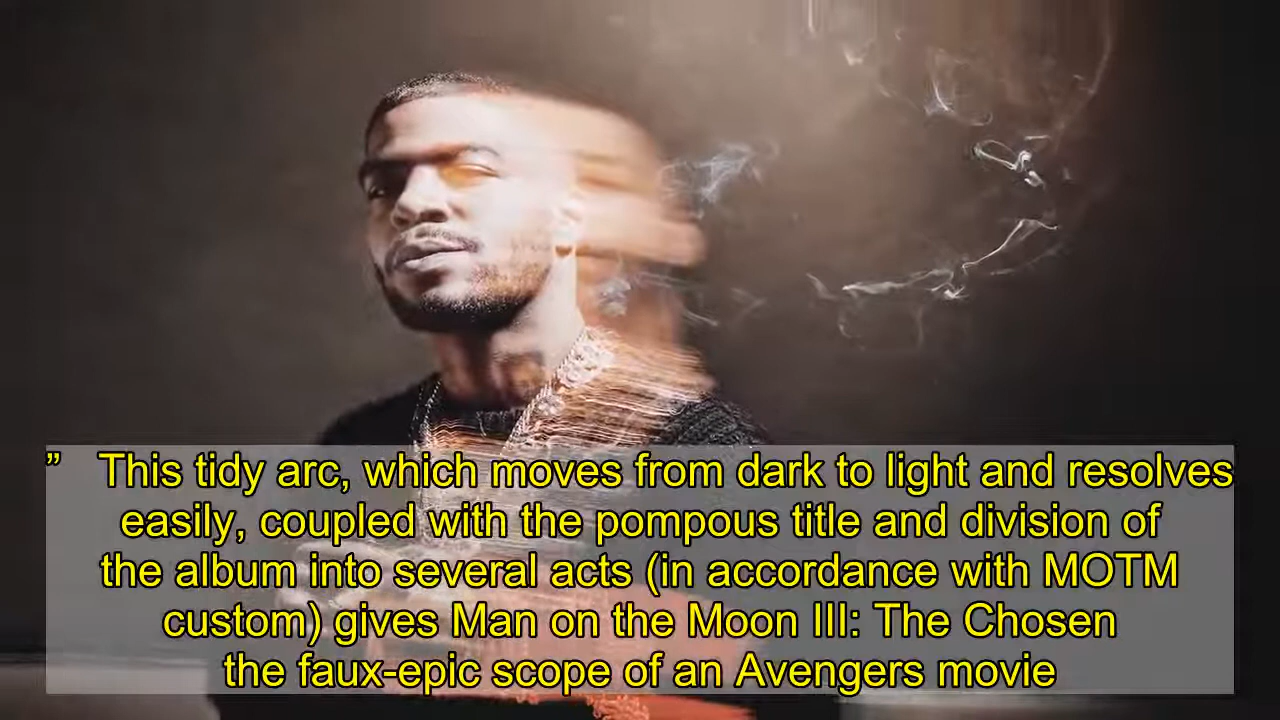 ”   This tidy arc, which moves from dark to light and resolves
easily, coupled with the pompous title and division of
the album into several acts (in accordance with MOTM
custom) gives Man on the Moon III: The Chosen
the faux-epic scope of an Avengers movie